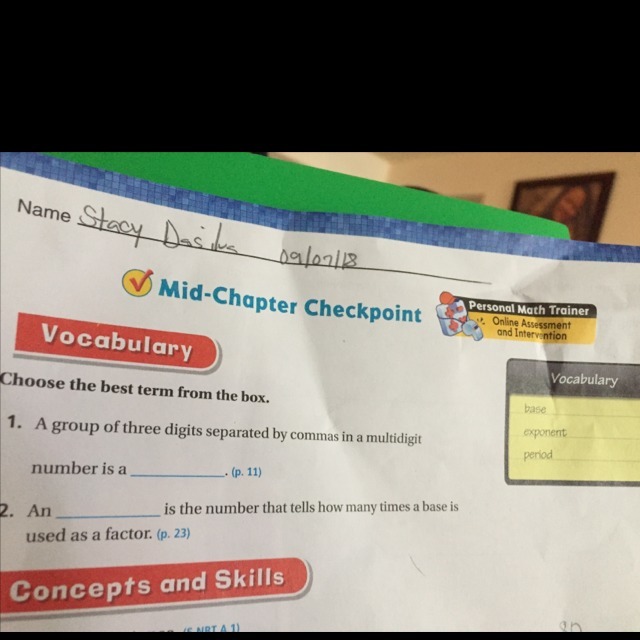 Name Stacy Dasilva 09/07/18
Mid-Chapter Checkpoint
Personal Math Trainer
Online Assessment
and Intervention
Vocabulary
Choose the best term from the box.
Vocabulary
base
exponent
period
1. A group of three digits separated by commas in a multidigit
number is a ____________. (p. 11)
2. An ____________ is the number that tells how many times a base is
used as a factor. (p. 23)
Concepts and Skills